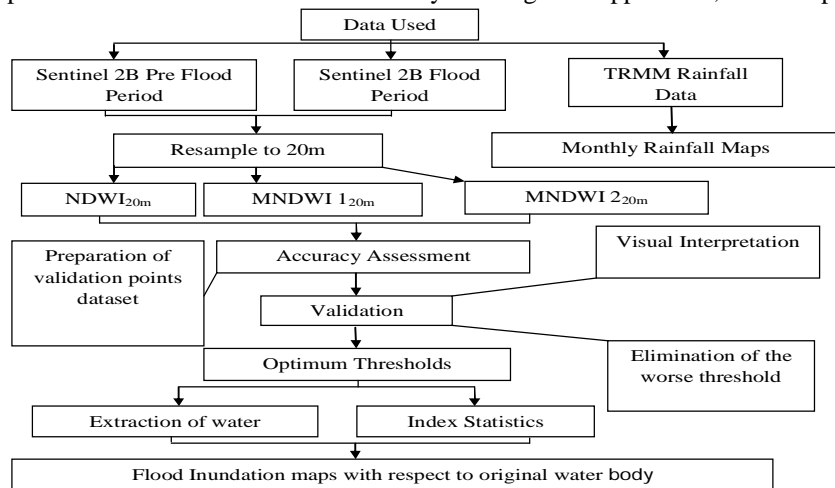 Data Used
Sentinel 2B Pre Flood
Period
Sentinel 2B Flood
Period
TRMM Rainfall
Data
Resample to 20m
Monthly Rainfall Maps
NDWI20m
MNDWI 120m
MNDWI 220m
Preparation of
validation points
dataset
Accuracy Assessment
Visual Interpretation
Validation
Optimum Thresholds
Elimination of the
worse threshold
Extraction of water
Index Statistics
Flood Inundation maps with respect to original water body